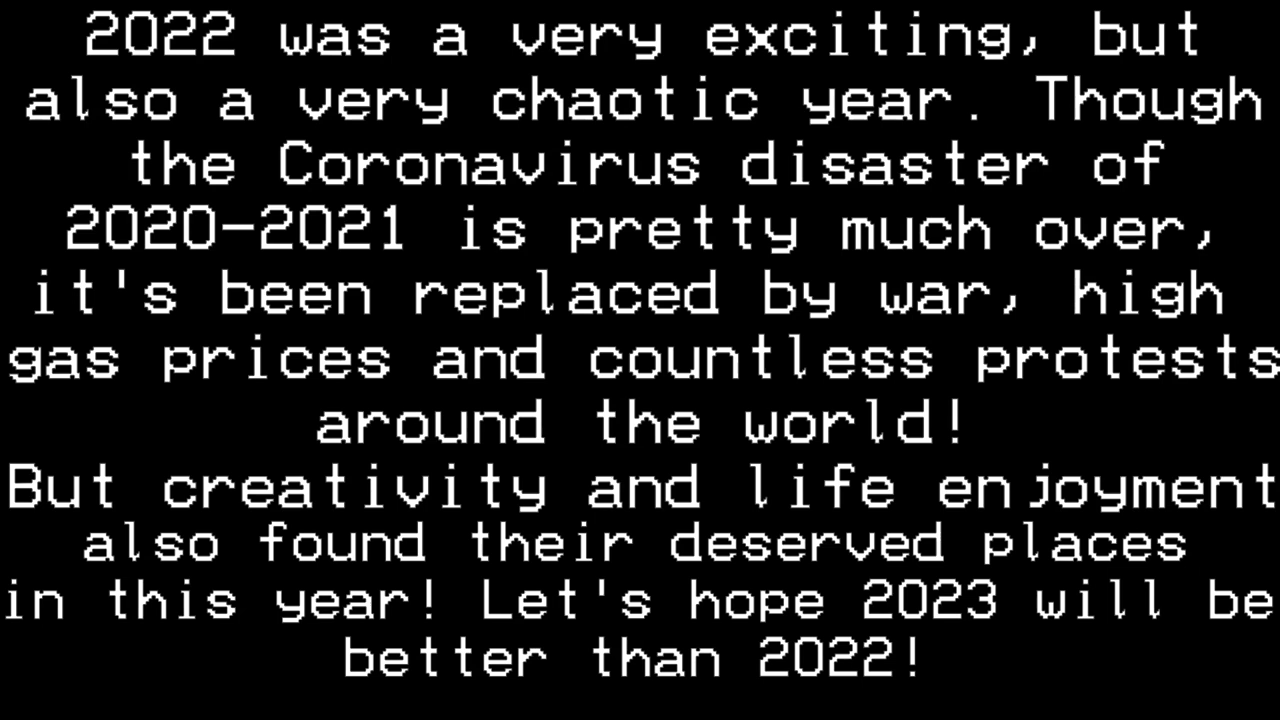 2022 was a very exciting, but
also a very chaotic year. Though
the Coronavirus disaster of
2020-2021 is pretty much over,
it's been replaced by war, high
gas prices and countless protests
around the world!
But creativity and life enjoyment
also found their deserved places
in this year! Let's hope 2023 will be
better than 2022!